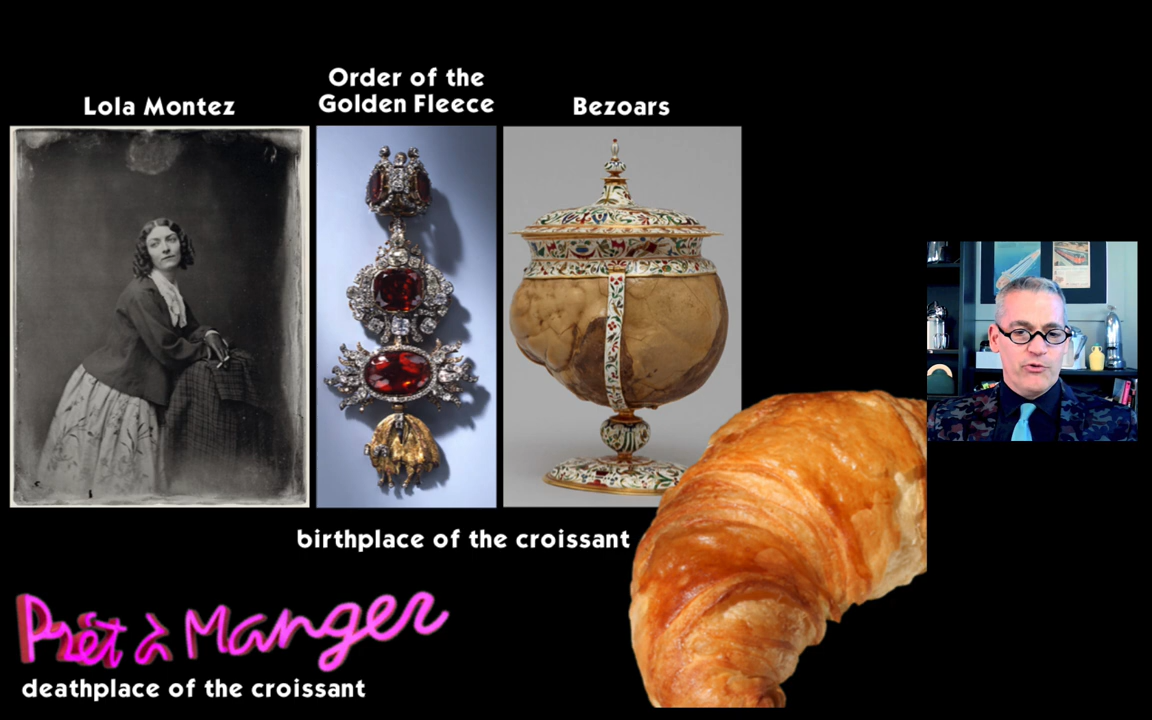 Lola Montez
Order of the
Golden Fleece
Bezoars
birthplace of the croissant
Prêt à Manger
deathplace of the croissant